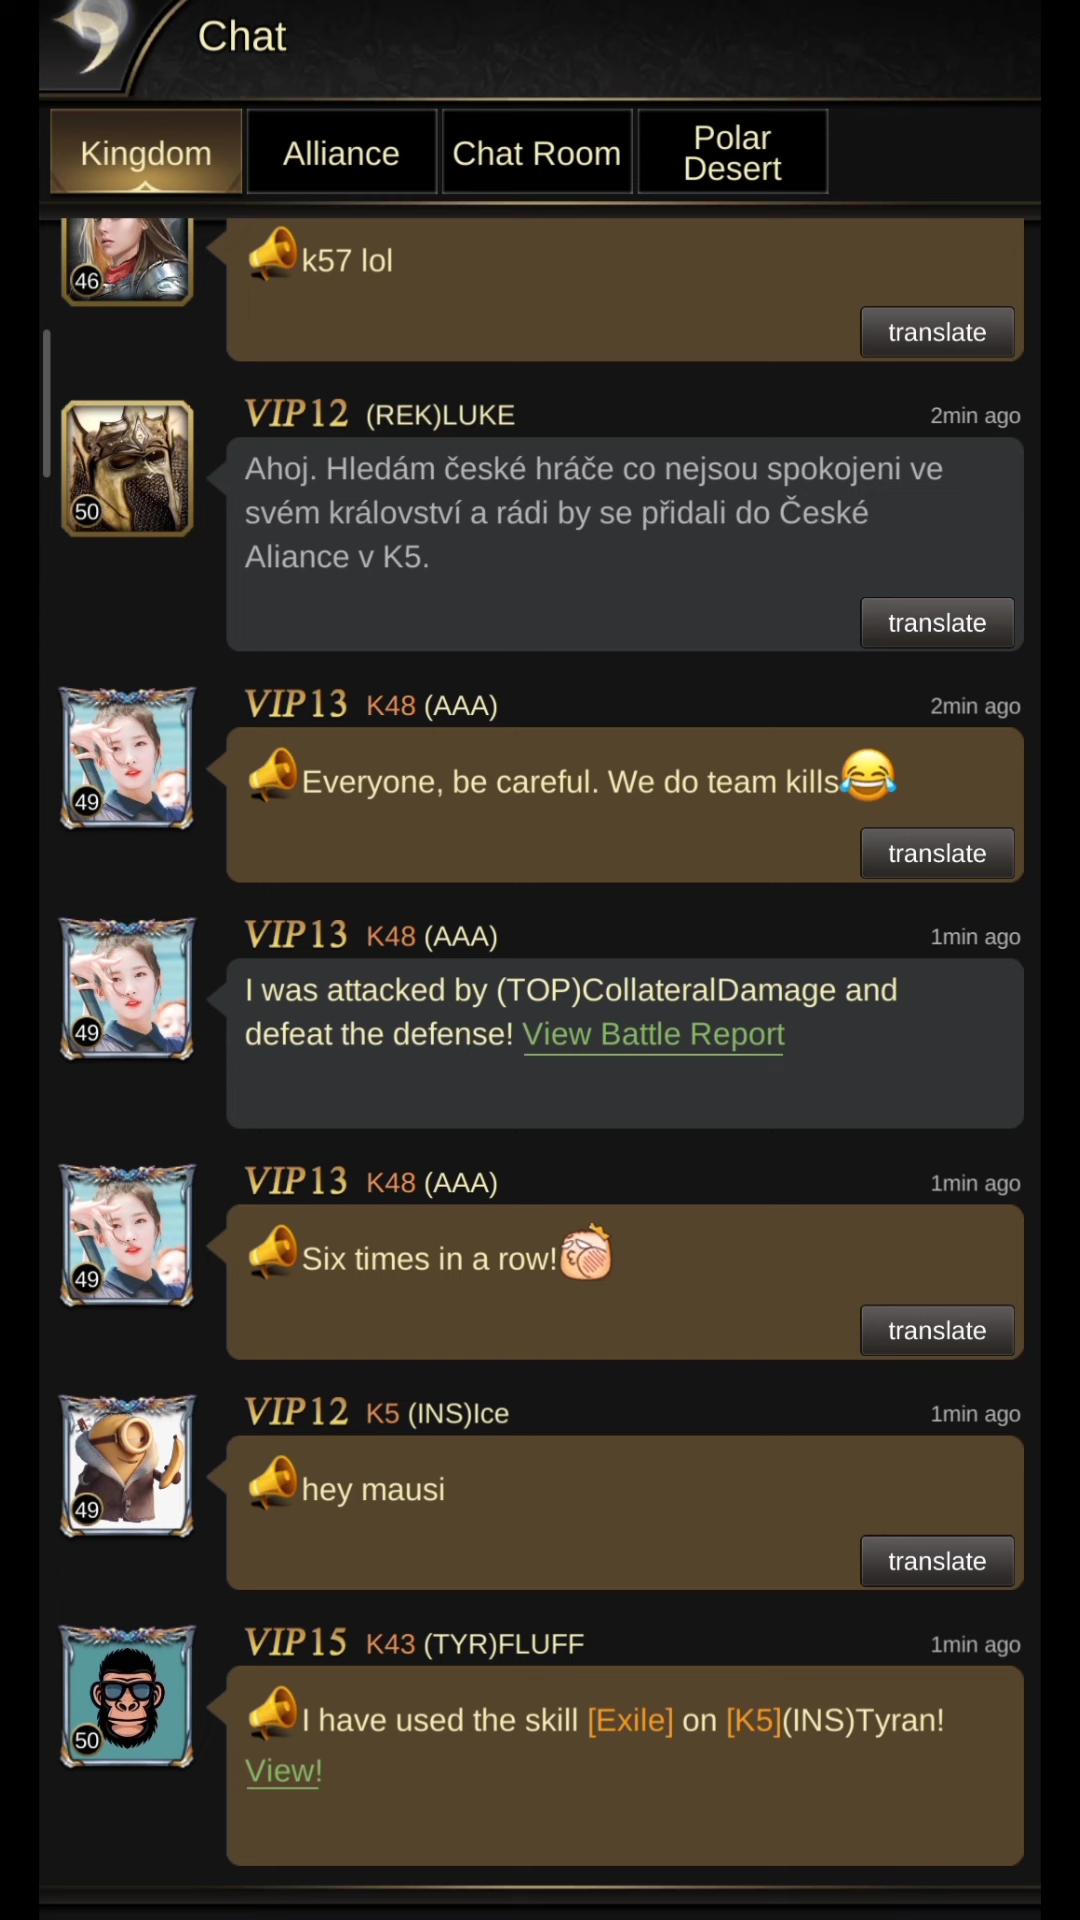 Chat
Kingdom
Alliance
Chat Room
Polar
Desert
46
k57 lol
translate
50
VIP12 (REK)LUKE
2min ago
Ahoj. Hledám české hráče co nejsou spokojeni ve
svém království a rádi by se přidali do České
Aliance v K5.
translate
49
VIP13 K48 (AAA)
2min ago
Everyone, be careful. We do team kills😂
translate
49
VIP13 K48 (AAA)
1min ago
I was attacked by (TOP)CollateralDamage and
defeat the defense! View Battle Report
49
VIP13 K48 (AAA)
1min ago
Six times in a row!
translate
49
VIP12 K5 (INS)Ice
1min ago
hey mausi
translate
50
VIP15 K43 (TYR)FLUFF
1min ago
I have used the skill [Exile] on [K5](INS)Tyran!
View!